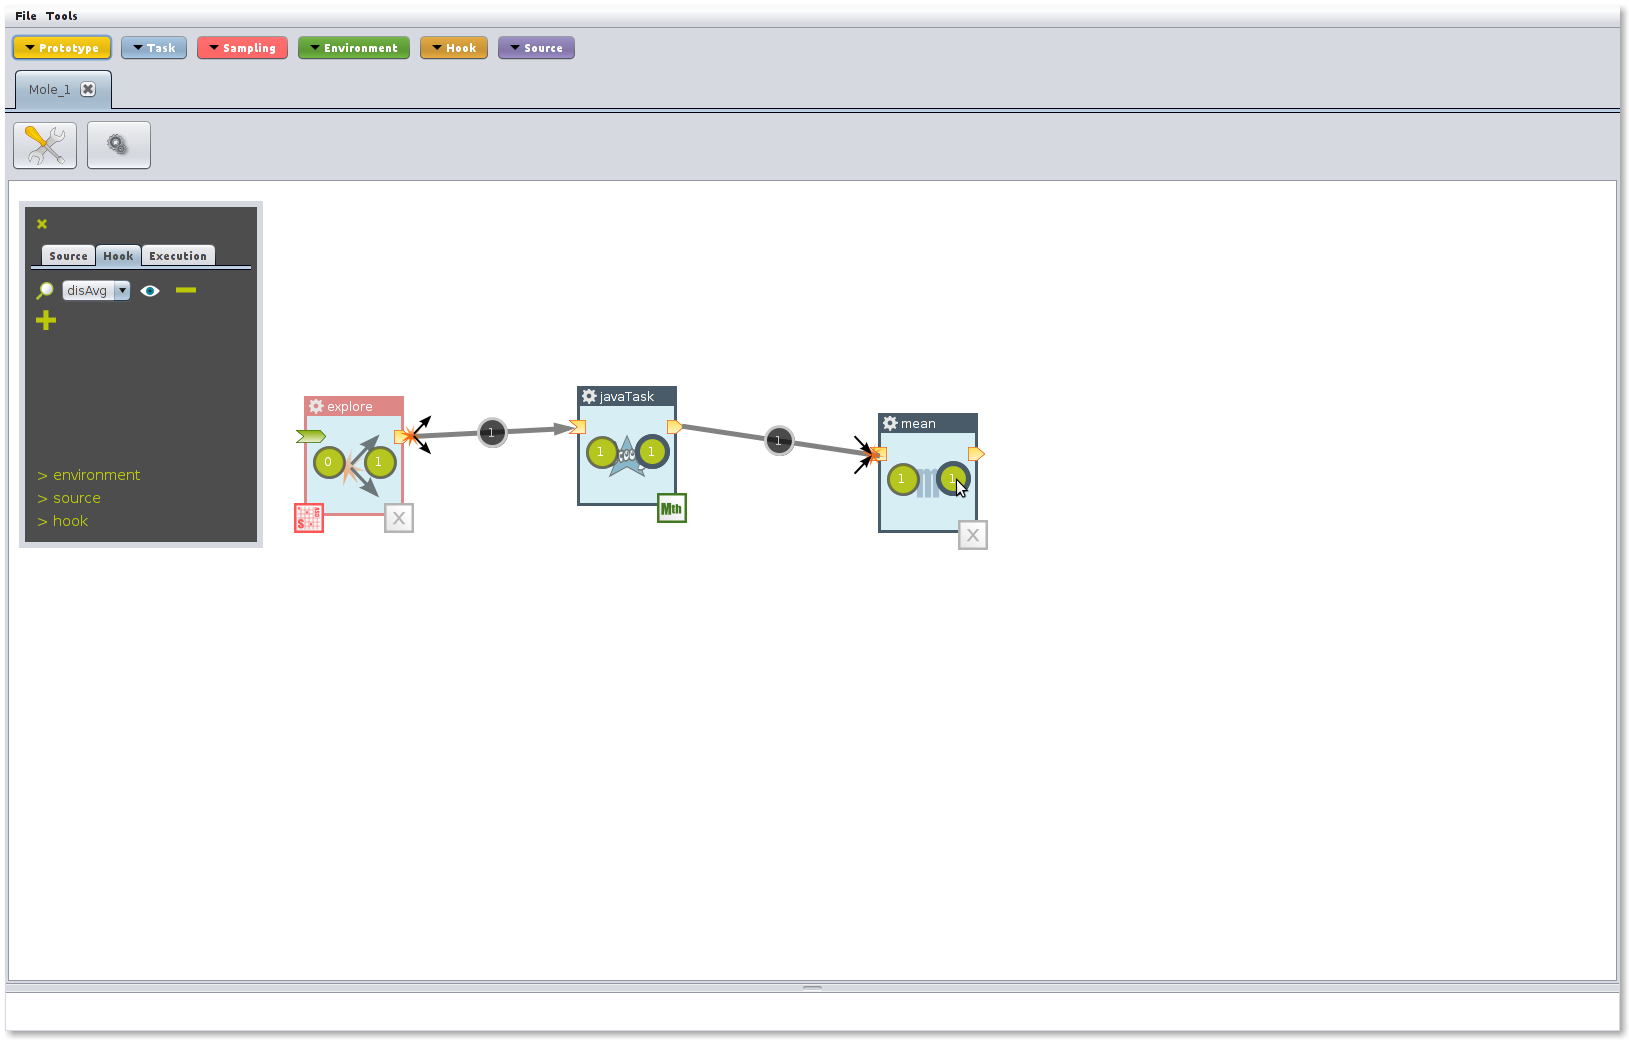 File Tools
Prototype Task Sampling Environment Hook Source
Mole_1
Source Hook Execution
disAvg
> environment
> source
> hook
explore
0 1
X
1
javaTask
1 1
Mth
1
mean
1 1
X